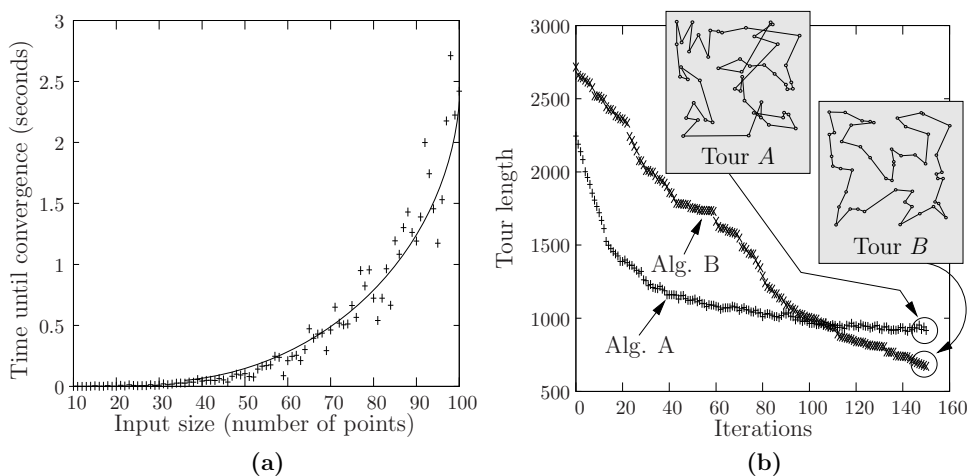 3
2.5
2
1.5
1
0.5
0
Time until convergence (seconds)
10 20 30 40 50 60 70 80 90 100
Input size (number of points)
(a)
3000
2500
2000
1500
1000
500
Tour length
Tour A
Tour B
Alg. B
Alg. A
0 20 40 60 80 100 120 140 160
Iterations
(b)